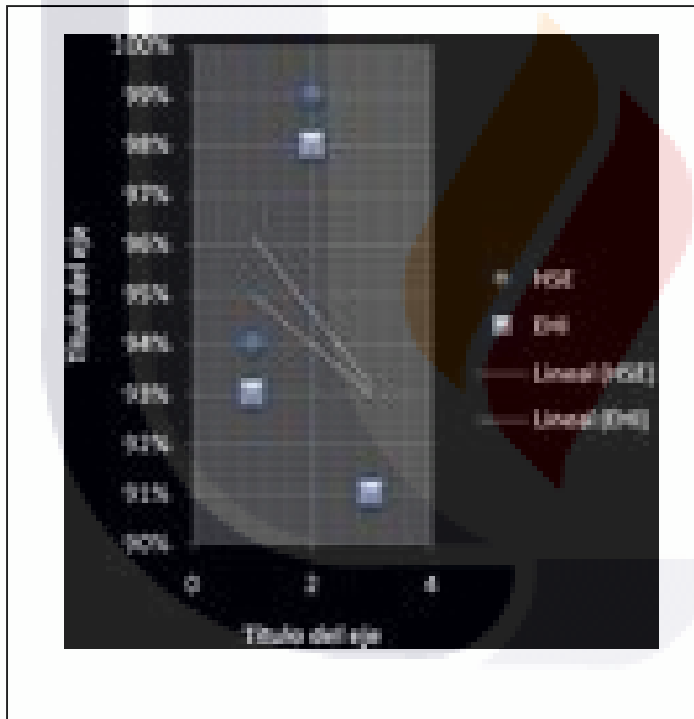 100%
99%
98%
97%
96%
95%
94%
93%
92%
91%
90%
Título del eje
0
2
4
Título del eje
HSE
EHI
Lineal (HSE)
Lineal (EHI)